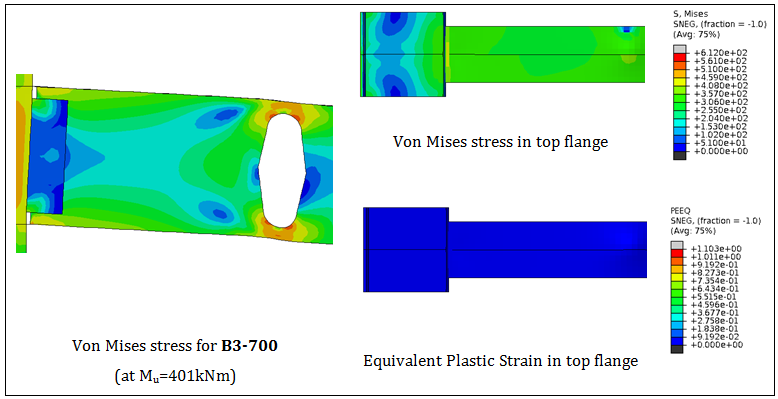 S, Mises
SNEG, (fraction = -1.0)
(Avg: 75%)
+6.120e+02
+5.610e+02
+5.100e+02
+4.590e+02
+4.080e+02
+3.570e+02
+3.060e+02
+2.550e+02
+2.040e+02
+1.530e+02
+1.020e+02
+5.100e+01
+0.000e+00
Von Mises stress in top flange
PEEQ
SNEG, (fraction = -1.0)
(Avg: 75%)
+1.103e+00
+1.011e+00
+9.192e-01
+8.273e-01
+7.354e-01
+6.434e-01
+5.515e-01
+4.596e-01
+3.677e-01
+2.758e-01
+1.838e-01
+9.192e-02
+0.000e+00
Von Mises stress for B3-700
(at Mu=401kNm)
Equivalent Plastic Strain in top flange